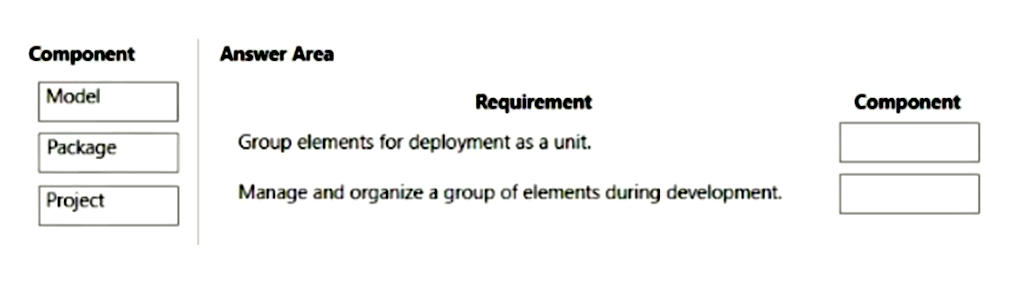 Component
Answer Area
Model
Requirement
Component
Package
Group elements for deployment as a unit.
Project
Manage and organize a group of elements during development.